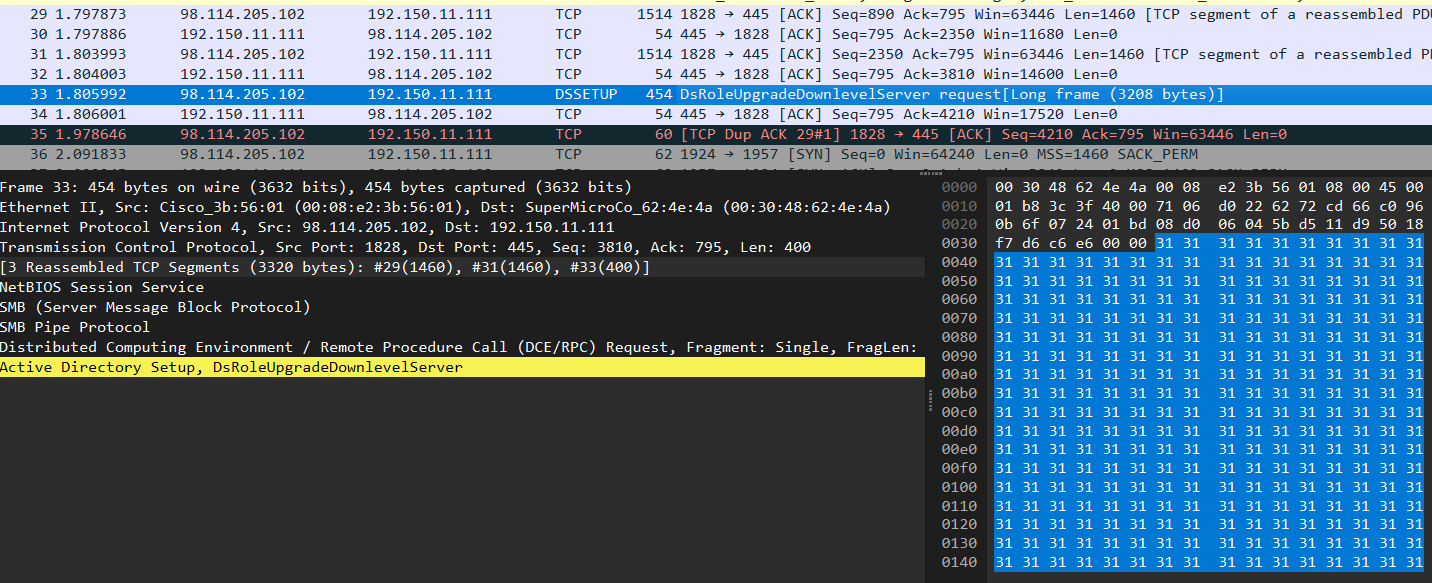 29 1.797873 98.114.205.102 192.150.11.111 TCP 1514 1828 → 445 [ACK] Seq=890 Ack=795 Win=63446 Len=1460 [TCP segment of a reassembled PDU
30 1.797886 192.150.11.111 98.114.205.102 TCP 54 445 → 1828 [ACK] Seq=795 Ack=2350 Win=11680 Len=0
31 1.803993 98.114.205.102 192.150.11.111 TCP 1514 1828 → 445 [ACK] Seq=2350 Ack=795 Win=63446 Len=1460 [TCP segment of a reassembled
32 1.804003 192.150.11.111 98.114.205.102 TCP 54 445 → 1828 [ACK] Seq=795 Ack=3810 Win=14600 Len=0
33 1.805992 98.114.205.102 192.150.11.111 DSSETUP 454 DsRoleUpgradeDownlevelServer request[Long frame (3208 bytes)]
34 1.806001 192.150.11.111 98.114.205.102 TCP 54 445 → 1828 [ACK] Seq=795 Ack=4210 Win=17520 Len=0
35 1.978646 98.114.205.102 192.150.11.111 TCP 60 [TCP Dup ACK 29#1] 1828 → 445 [ACK] Seq=4210 Ack=795 Win=63446 Len=0
36 2.091833 98.114.205.102 192.150.11.111 TCP 62 1924 → 1957 [SYN] Seq=0 Win=64240 Len=0 MSS=1460 SACK_PERM
Frame 33: 454 bytes on wire (3632 bits), 454 bytes captured (3632 bits)
Ethernet II, Src: Cisco_3b:56:01 (00:08:e2:3b:56:01), Dst: SuperMicroCo_62:4e:4a (00:30:48:62:4e:4a)
Internet Protocol Version 4, Src: 98.114.205.102, Dst: 192.150.11.111
Transmission Control Protocol, Src Port: 1828, Dst Port: 445, Seq: 3810, Ack: 795, Len: 400
[3 Reassembled TCP Segments (3320 bytes): #29(1460), #31(1460), #33(400)]
NetBIOS Session Service
SMB (Server Message Block Protocol)
SMB Pipe Protocol
Distributed Computing Environment / Remote Procedure Call (DCE/RPC) Request, Fragment: Single, FragLen:
Active Directory Setup, DsRoleUpgradeDownlevelServer
0000 00 30 48 62 4e 4a 00 08 e2 3b 56 01 08 00 45 00
0010 01 b8 3c 3f 40 00 71 06 d0 22 62 72 cd 66 c0 96
0020 0b 6f 07 24 01 bd 08 d0 06 04 5b d5 11 d9 50 18
0030 f7 d6 c6 e6 00 00 31 31 31 31 31 31 31 31 31 31
0040 31 31 31 31 31 31 31 31 31 31 31 31 31 31 31 31
0050 31 31 31 31 31 31 31 31 31 31 31 31 31 31 31 31
0060 31 31 31 31 31 31 31 31 31 31 31 31 31 31 31 31
0070 31 31 31 31 31 31 31 31 31 31 31 31 31 31 31 31
0080 31 31 31 31 31 31 31 31 31 31 31 31 31 31 31 31
0090 31 31 31 31 31 31 31 31 31 31 31 31 31 31 31 31
00a0 31 31 31 31 31 31 31 31 31 31 31 31 31 31 31 31
00b0 31 31 31 31 31 31 31 31 31 31 31 31 31 31 31 31
00c0 31 31 31 31 31 31 31 31 31 31 31 31 31 31 31 31
00d0 31 31 31 31 31 31 31 31 31 31 31 31 31 31 31 31
00e0 31 31 31 31 31 31 31 31 31 31 31 31 31 31 31 31
00f0 31 31 31 31 31 31 31 31 31 31 31 31 31 31 31 31
0100 31 31 31 31 31 31 31 31 31 31 31 31 31 31 31 31
0110 31 31 31 31 31 31 31 31 31 31 31 31 31 31 31 31
0120 31 31 31 31 31 31 31 31 31 31 31 31 31 31 31 31
0130 31 31 31 31 31 31 31 31 31 31 31 31 31 31 31 31
0140 31 31 31 31 31 31 31 31 31 31 31 31 31 31 31 31